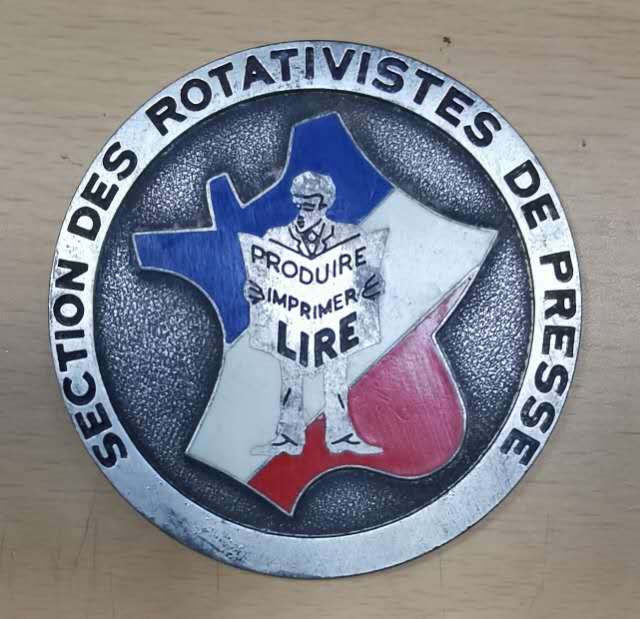 SECTION DES ROTATIVISTES DE PRESSE
PRODUIRE
IMPRIMER
LIRE